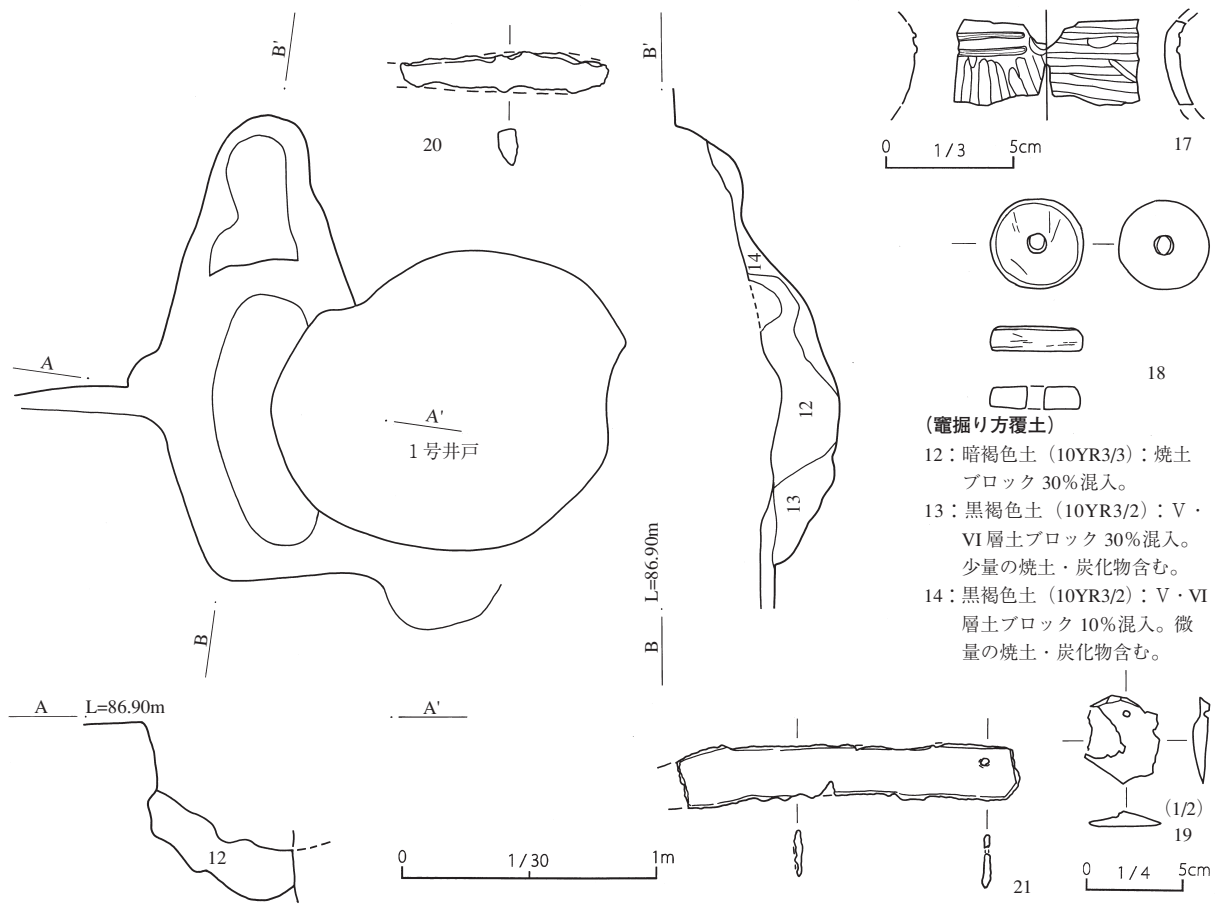 B'
20
B'
0 1/3 5cm
17
14
18
A
A'
1号井戸
12
13
（竈掘り方覆土）
12：暗褐色土（10YR3/3）：焼土
ブロック 30％混入。
13：黒褐色土（10YR3/2）：Ⅴ・
Ⅵ 層土ブロック 30％混入。
少量の焼土・炭化物含む。
14：黒褐色土（10YR3/2）：Ⅴ・Ⅵ
層土ブロック 10％混入。微
量の焼土・炭化物含む。
L=86.90m
B
B
A L=86.90m A'
12
0 1/30 1m
21
（1/2）
19
0 1/4 5cm